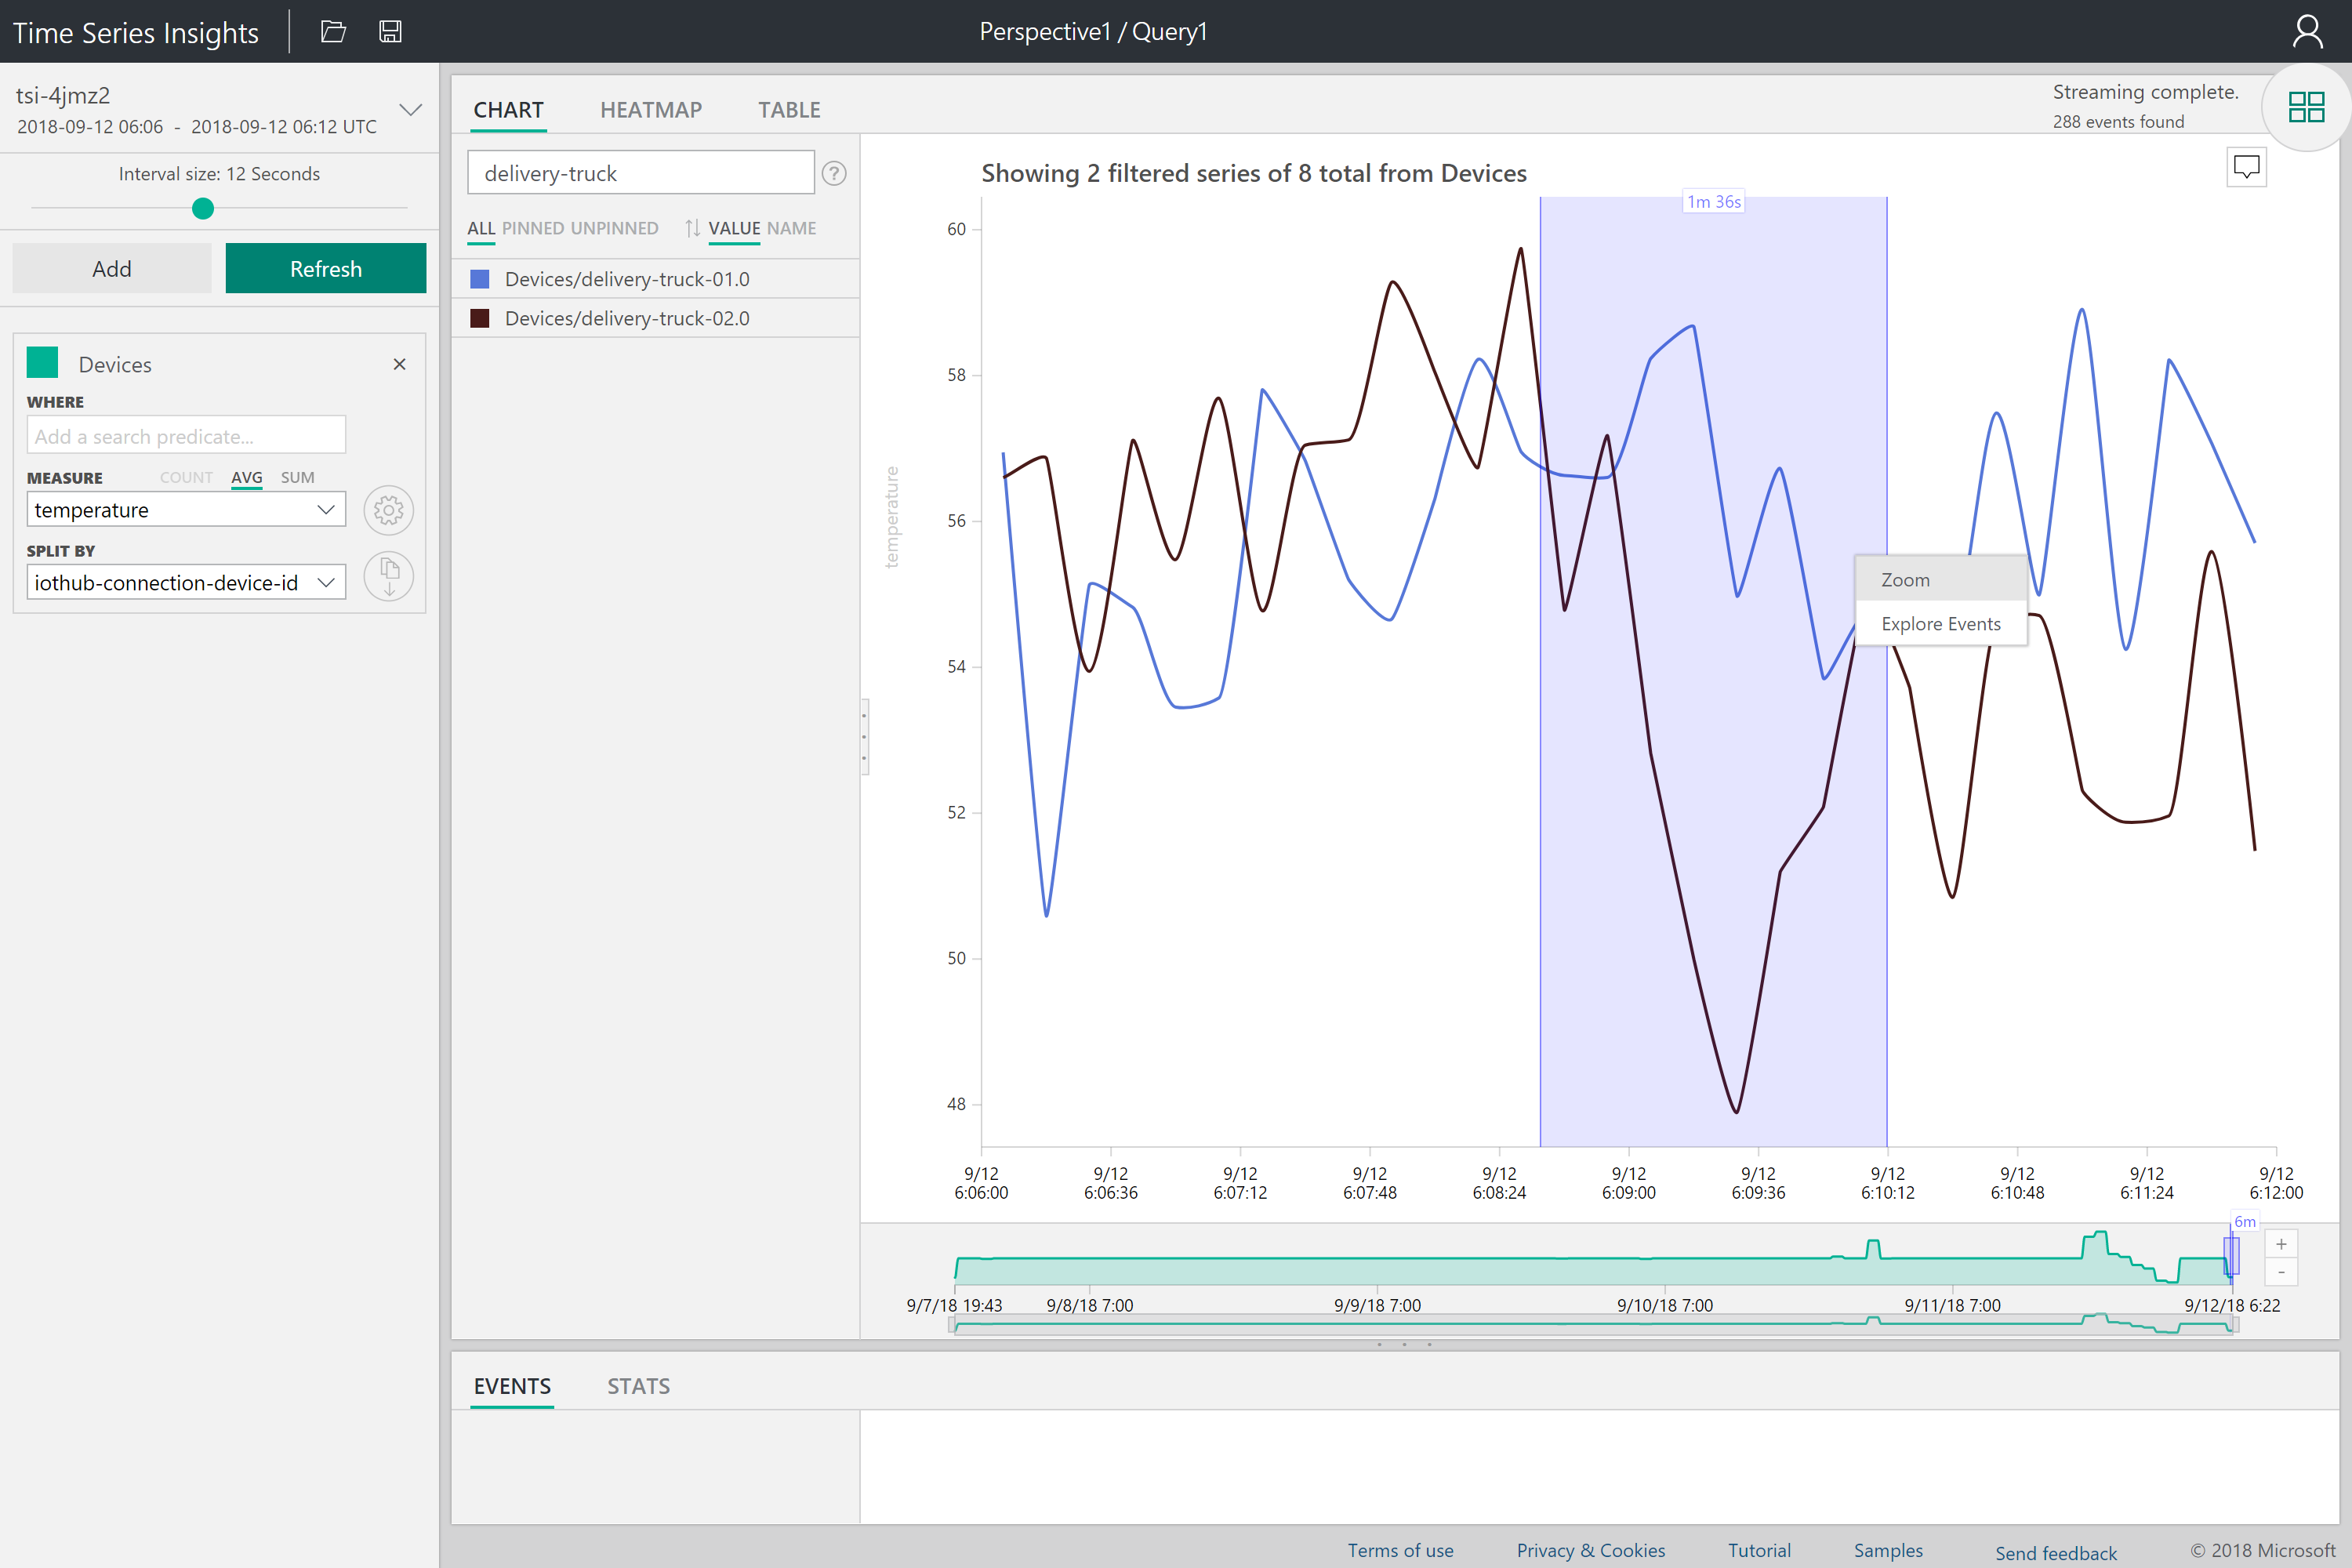 Time Series Insights
Perspective1 / Query1
tsi-4jmz2
2018-09-12 06:06 - 2018-09-12 06:12 UTC
Interval size: 12 Seconds
Add
Refresh
Devices
×
WHERE
Add a search predicate...
MEASURE COUNT AVG SUM
temperature
SPLIT BY
iothub-connection-device-id
CHART HEATMAP TABLE
Streaming complete.
288 events found
delivery-truck
?
ALL PINNED UNPINNED VALUE NAME
Devices/delivery-truck-01.0
Devices/delivery-truck-02.0
Showing 2 filtered series of 8 total from Devices
1m 36s
temperature
60
58
56
54
52
50
48
Zoom
Explore Events
9/12 9/12 9/12 9/12 9/12 9/12 9/12 9/12 9/12 9/12 9/12
6:06:00 6:06:36 6:07:12 6:07:48 6:08:24 6:09:00 6:09:36 6:10:12 6:10:48 6:11:24 6:12:00
6m
+
-
9/7/18 19:43 9/8/18 7:00 9/9/18 7:00 9/10/18 7:00 9/11/18 7:00 9/12/18 6:22
EVENTS STATS
Terms of use Privacy & Cookies Tutorial Samples Send feedback © 2018 Microsoft